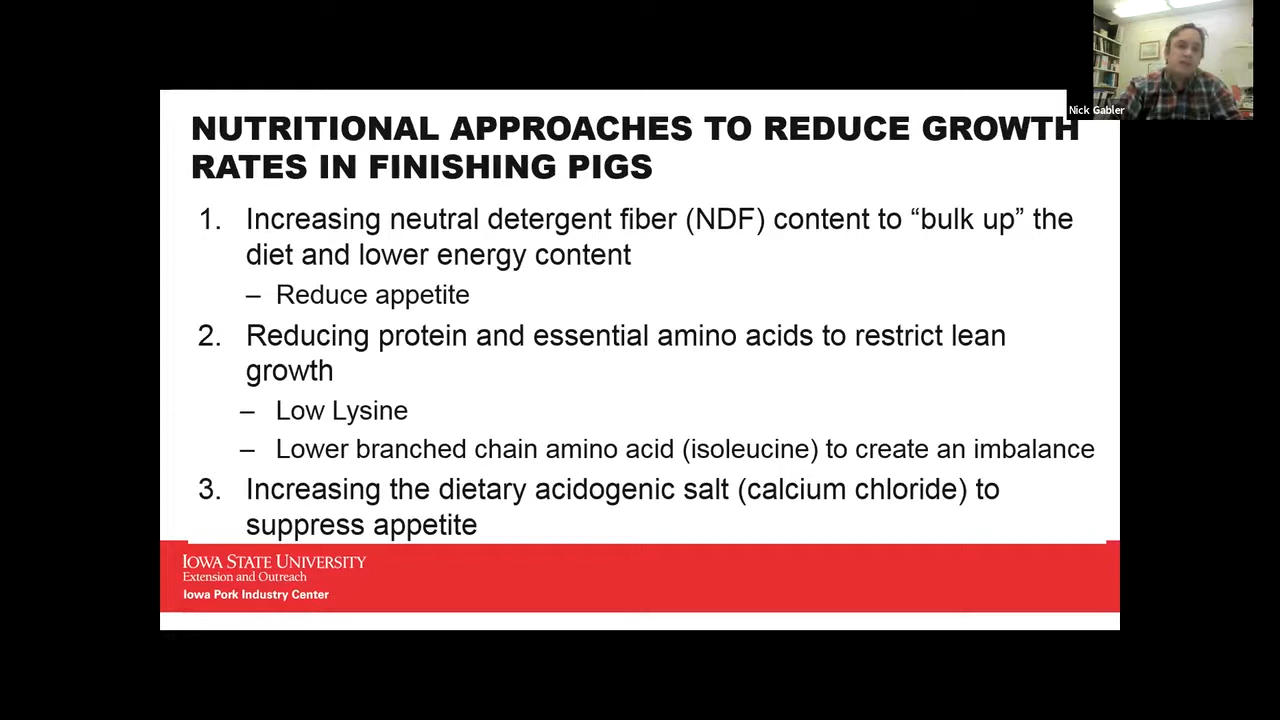 Nick Gabler
NUTRITIONAL APPROACHES TO REDUCE GROWTH
RATES IN FINISHING PIGS
1. Increasing neutral detergent fiber (NDF) content to “bulk up” the
diet and lower energy content
– Reduce appetite
2. Reducing protein and essential amino acids to restrict lean
growth
– Low Lysine
– Lower branched chain amino acid (isoleucine) to create an imbalance
3. Increasing the dietary acidogenic salt (calcium chloride) to
suppress appetite
IOWA STATE UNIVERSITY
Extension and Outreach
Iowa Pork Industry Center